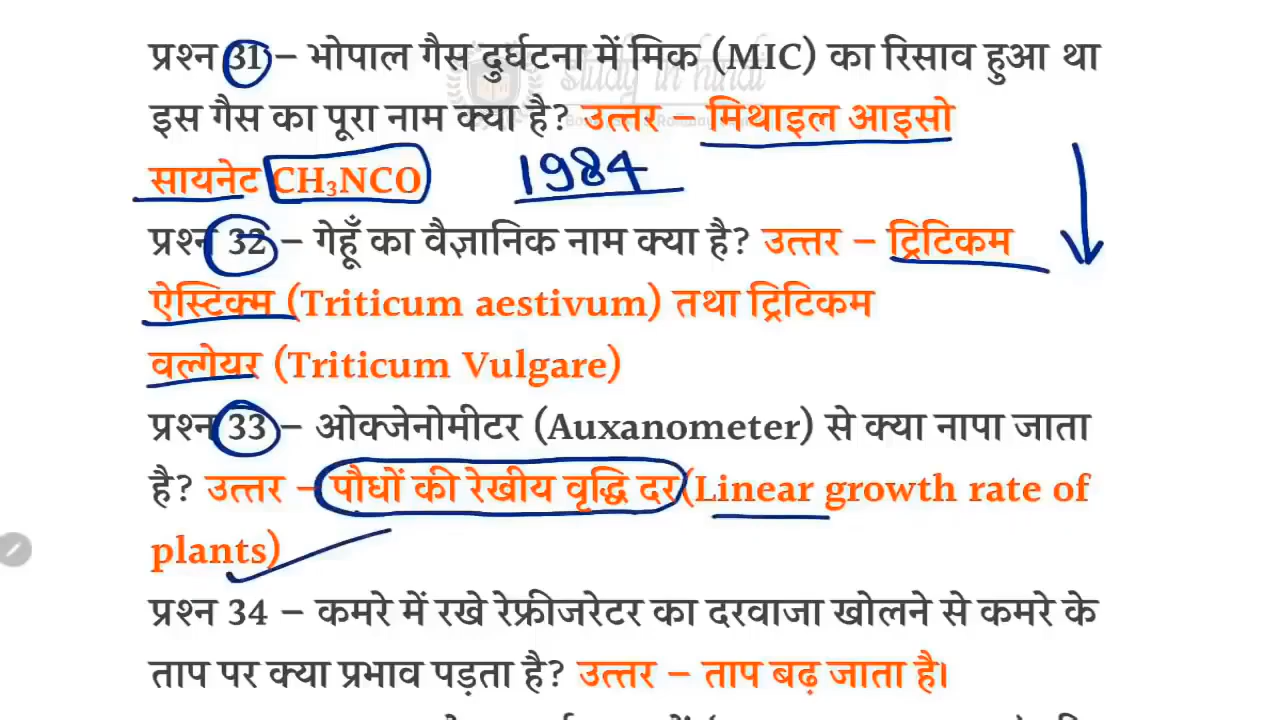 प्रश्न 31 – भोपाल गैस दुर्घटना में मिक (MIC) का रिसाव हुआ था
इस गैस का पूरा नाम क्या है? उत्तर – मिथाइल आइसो
सायनेट CH₃NCO 1984
प्रश्न 32 – गेहूँ का वैज्ञानिक नाम क्या है? उत्तर – ट्रिटिकम
ऐस्टिक्म (Triticum aestivum) तथा ट्रिटिकम
वल्गेयर (Triticum Vulgare)
प्रश्न 33 – ओक्जेनोमीटर (Auxanometer) से क्या नापा जाता
है? उत्तर – पौधों की रेखीय वृद्धि दर (Linear growth rate of
plants)
प्रश्न 34 – कमरे में रखे रेफ्रीजरेटर का दरवाजा खोलने से कमरे के
ताप पर क्या प्रभाव पड़ता है? उत्तर – ताप बढ़ जाता है।